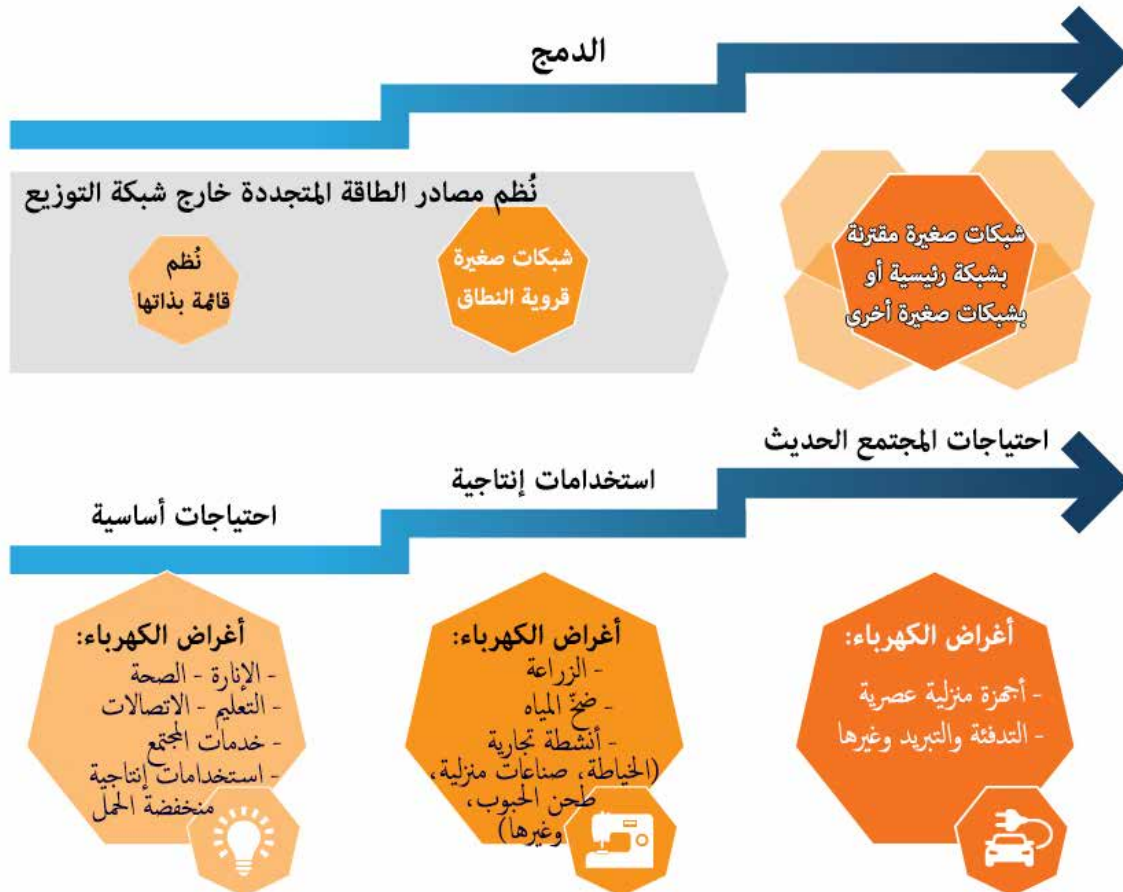 الدمج
نُظم مصادر الطاقة المتجددة خارج شبكة التوزيع
نُظم
قائمة بذاتها
شبكات صغيرة
قروية النطاق
شبكات صغيرة مقترنة
بشبكة رئيسية أو
بشبكات صغيرة أخرى
احتياجات أساسية
استخدامات إنتاجية
احتياجات المجتمع الحديث
أغراض الكهرباء:
- الإنارة - الصحة
- التعليم - الاتصالات
- خدمات المجتمع
- استخدامات إنتاجية
منخفضة الحمل
أغراض الكهرباء:
- الزراعة
- ضخّ المياه
- أنشطة تجارية
(الخياطة، صناعات منزلية،
طحن الحبوب،
وغيرها)
أغراض الكهرباء:
- أجهزة منزلية عصرية
- التدفئة والتبريد وغيرها